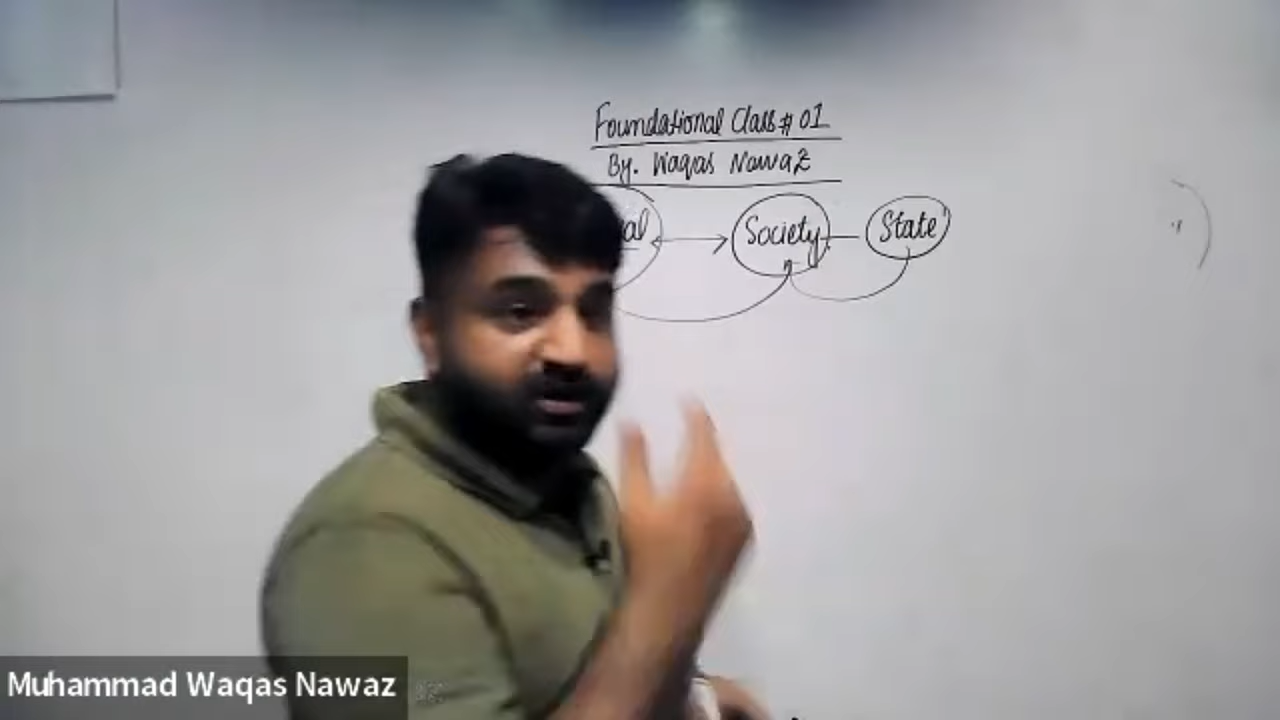 Foundational Class # 01
By. Waqas Nawaz
al Society State
Muhammad Waqas Nawaz